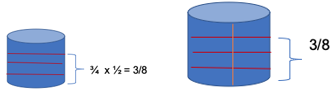 ¾ x ½ = 3/8
3/8